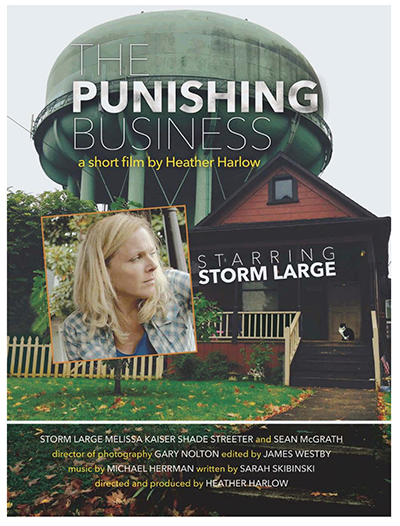 THE
PUNISHING
BUSINESS
a short film by Heather Harlow
STARRING
STORM LARGE
STORM LARGE MELISSA KAISER SHADE STREETER and SEAN McGRATH
director of photography GARY NOLTON edited by JAMES WESTBY
music by MICHAEL HERRMAN written by SARAH SKIBINSKI
directed and produced by HEATHER HARLOW